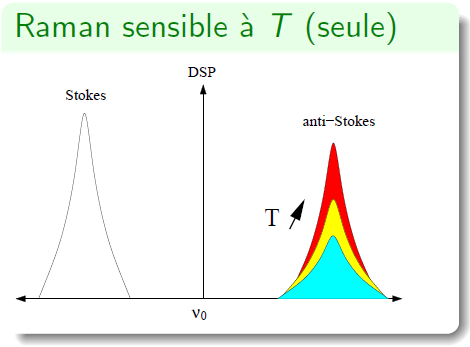 Raman sensible à T (seule)
DSP
Stokes
anti-Stokes
T
ν₀